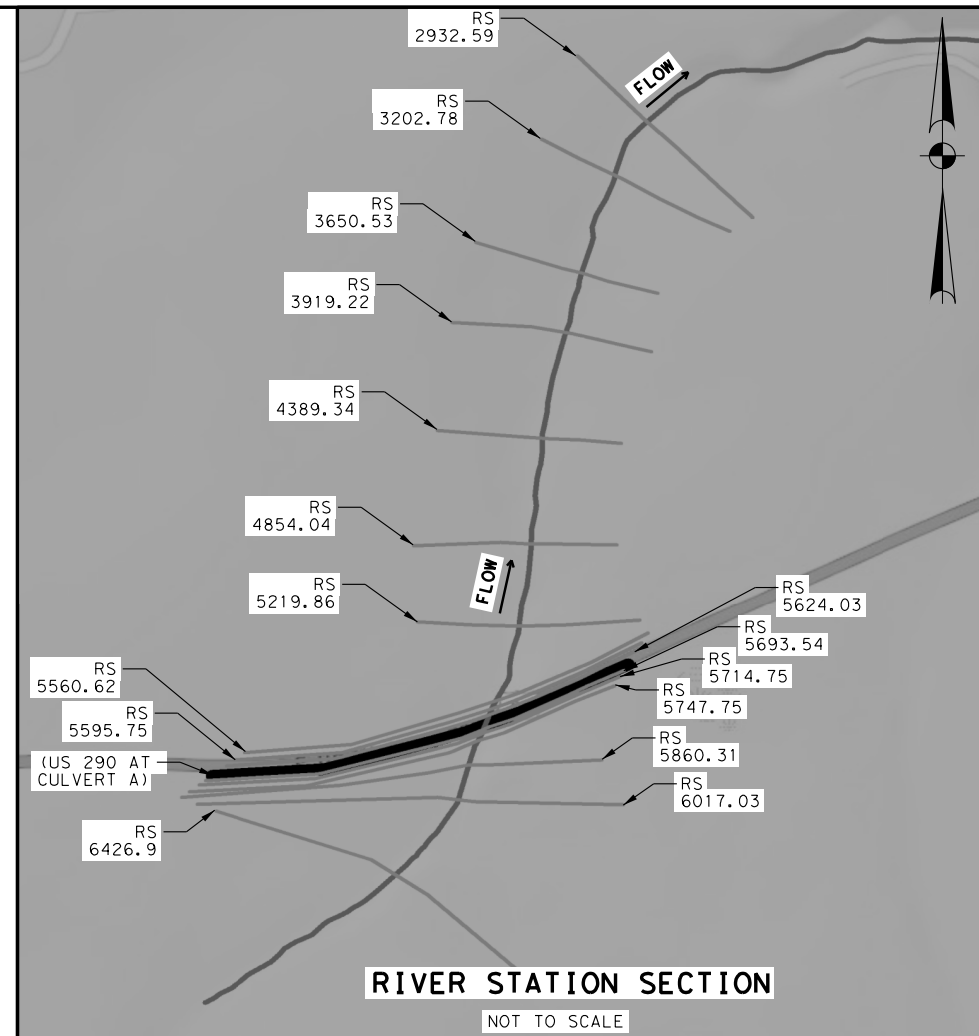 RS
2932.59
FLOW
RS
3202.78
RS
3650.53
RS
3919.22
RS
4389.34
RS
4854.04
FLOW
RS
5219.86
RS
5624.03
RS
5693.54
RS
5714.75
RS
5747.75
RS
5560.62
RS
5595.75
(US 290 AT
CULVERT A)
RS
5860.31
RS
6017.03
RS
6426.9
RIVER STATION SECTION
NOT TO SCALE